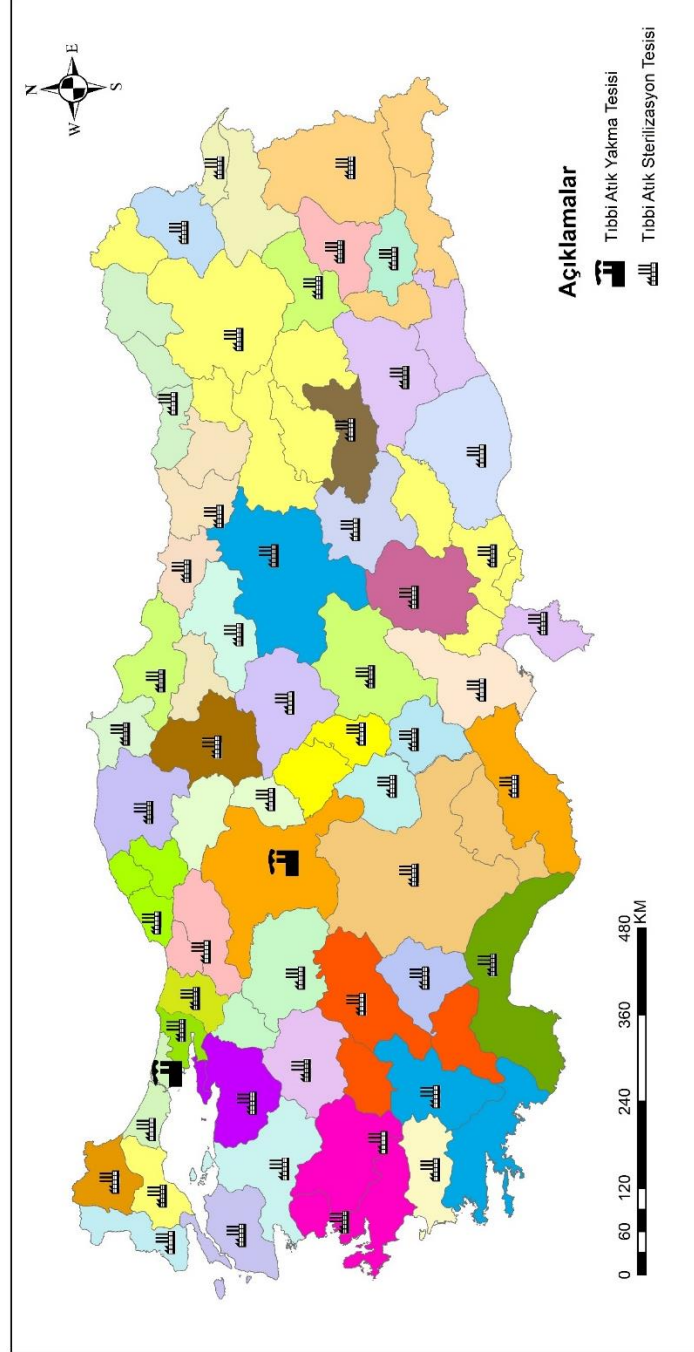 N
W E
S
Açıklamalar
Tıbbi Atık Yakma Tesisi
Tıbbi Atık Sterilizasyon Tesisi
0 60 120 240 360 480
KM